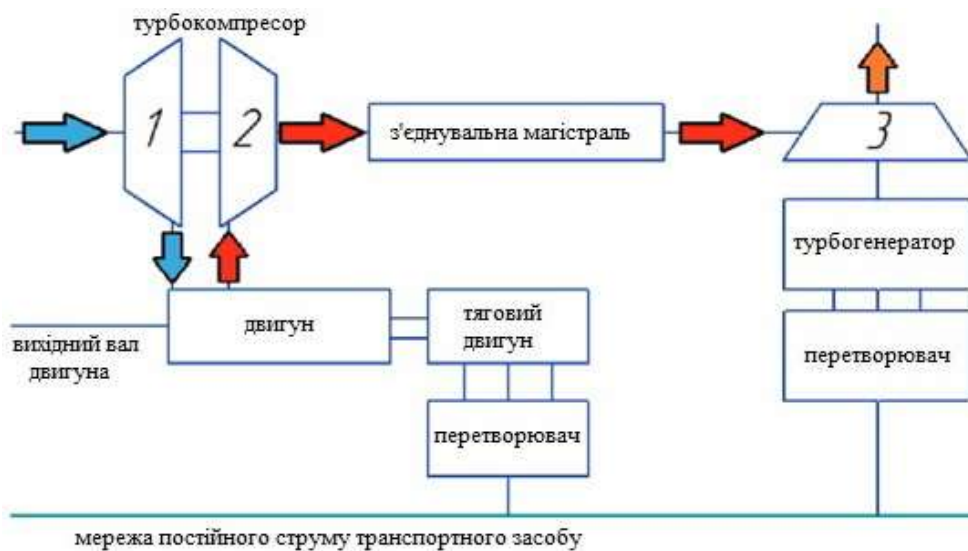 турбокомпресор
1
2
з'єднувальна магістраль
3
турбогенератор
двигун
тяговий
двигун
вихідний вал
двигуна
перетворювач
перетворювач
мережа постійного струму транспортного засобу